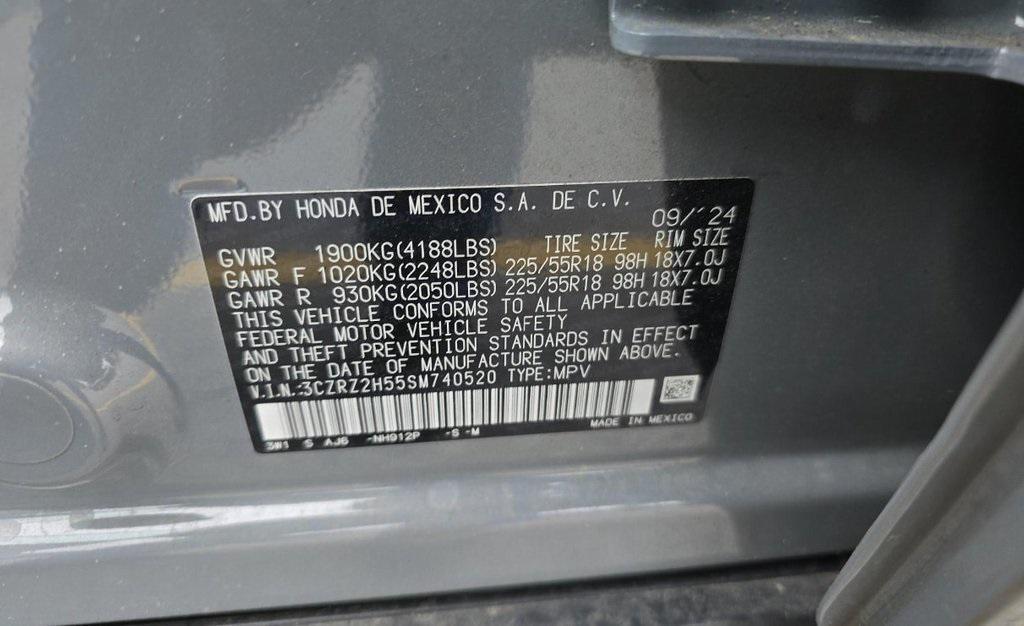 MFD.BY HONDA DE MEXICO S.A. DE C.V. 09/'24
GVWR 1900KG(4188LBS) TIRE SIZE RIM SIZE
GAWR F 1020KG(2248LBS) 225/55R18 98H 18X7.0J
GAWR R 930KG(2050LBS) 225/55R18 98H 18X7.0J
THIS VEHICLE CONFORMS TO ALL APPLICABLE
FEDERAL MOTOR VEHICLE SAFETY
AND THEFT PREVENTION STANDARDS IN EFFECT
ON THE DATE OF MANUFACTURE SHOWN ABOVE.
V.I.N.:3CZRZ2H55SM740520 TYPE:MPV
MADE IN MEXICO
3W1 S AJ6 -NH912P -S -M